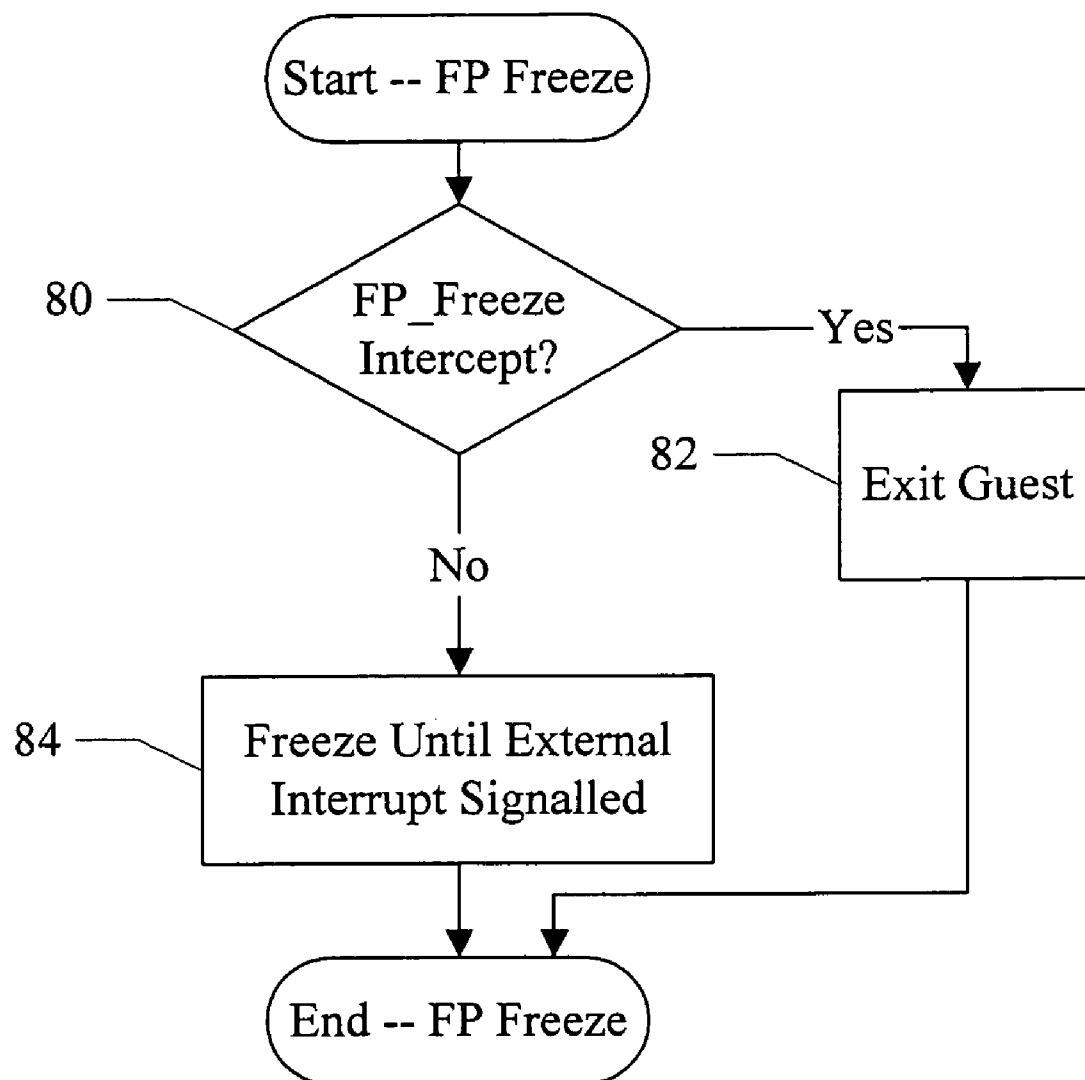 Start -- FP Freeze
80
FP_Freeze
Intercept?
Yes
82
Exit Guest
No
84
Freeze Until External
Interrupt Signalled
End -- FP Freeze